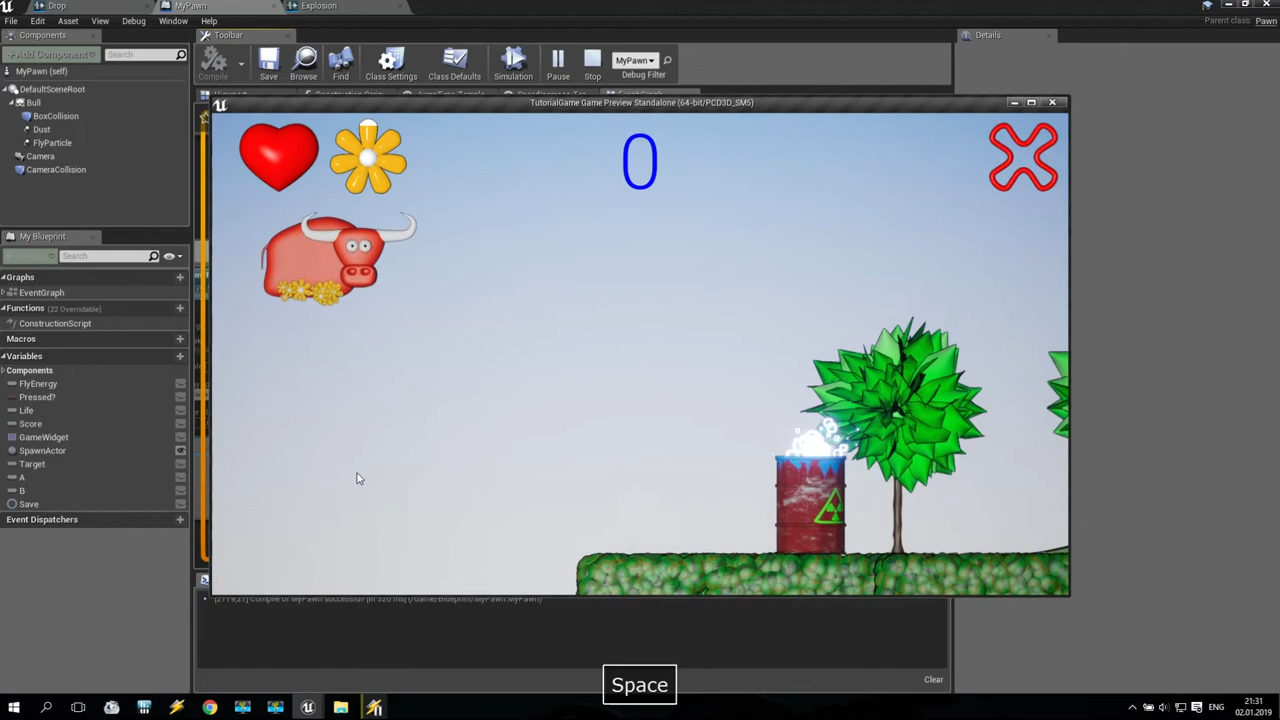 Drop
MyPawn
Explosion
File Edit Asset View Debug Window Help
Parent class: Pawn
Components
+ Add Component
Search
MyPawn (self)
DefaultSceneRoot
Bull
BoxCollision
Dust
FlyParticle
Camera
CameraCollision
My Blueprint
Search
Graphs
EventGraph
Functions (22 Overridable)
ConstructionScript
Macros
Variables
Components
FlyEnergy
Pressed?
Life
Score
GameWidget
SpawnActor
Target
A
B
Save
Event Dispatchers
Toolbar
Compile
Save
Browse
Find
Class Settings
Class Defaults
Simulation
Pause
Stop
MyPawn
Debug Filter
Details
TutorialGame Game Preview Standalone (64-bit/PCD3D_SM5)
0
Clear
Space
ENG
21:31
02.01.2019